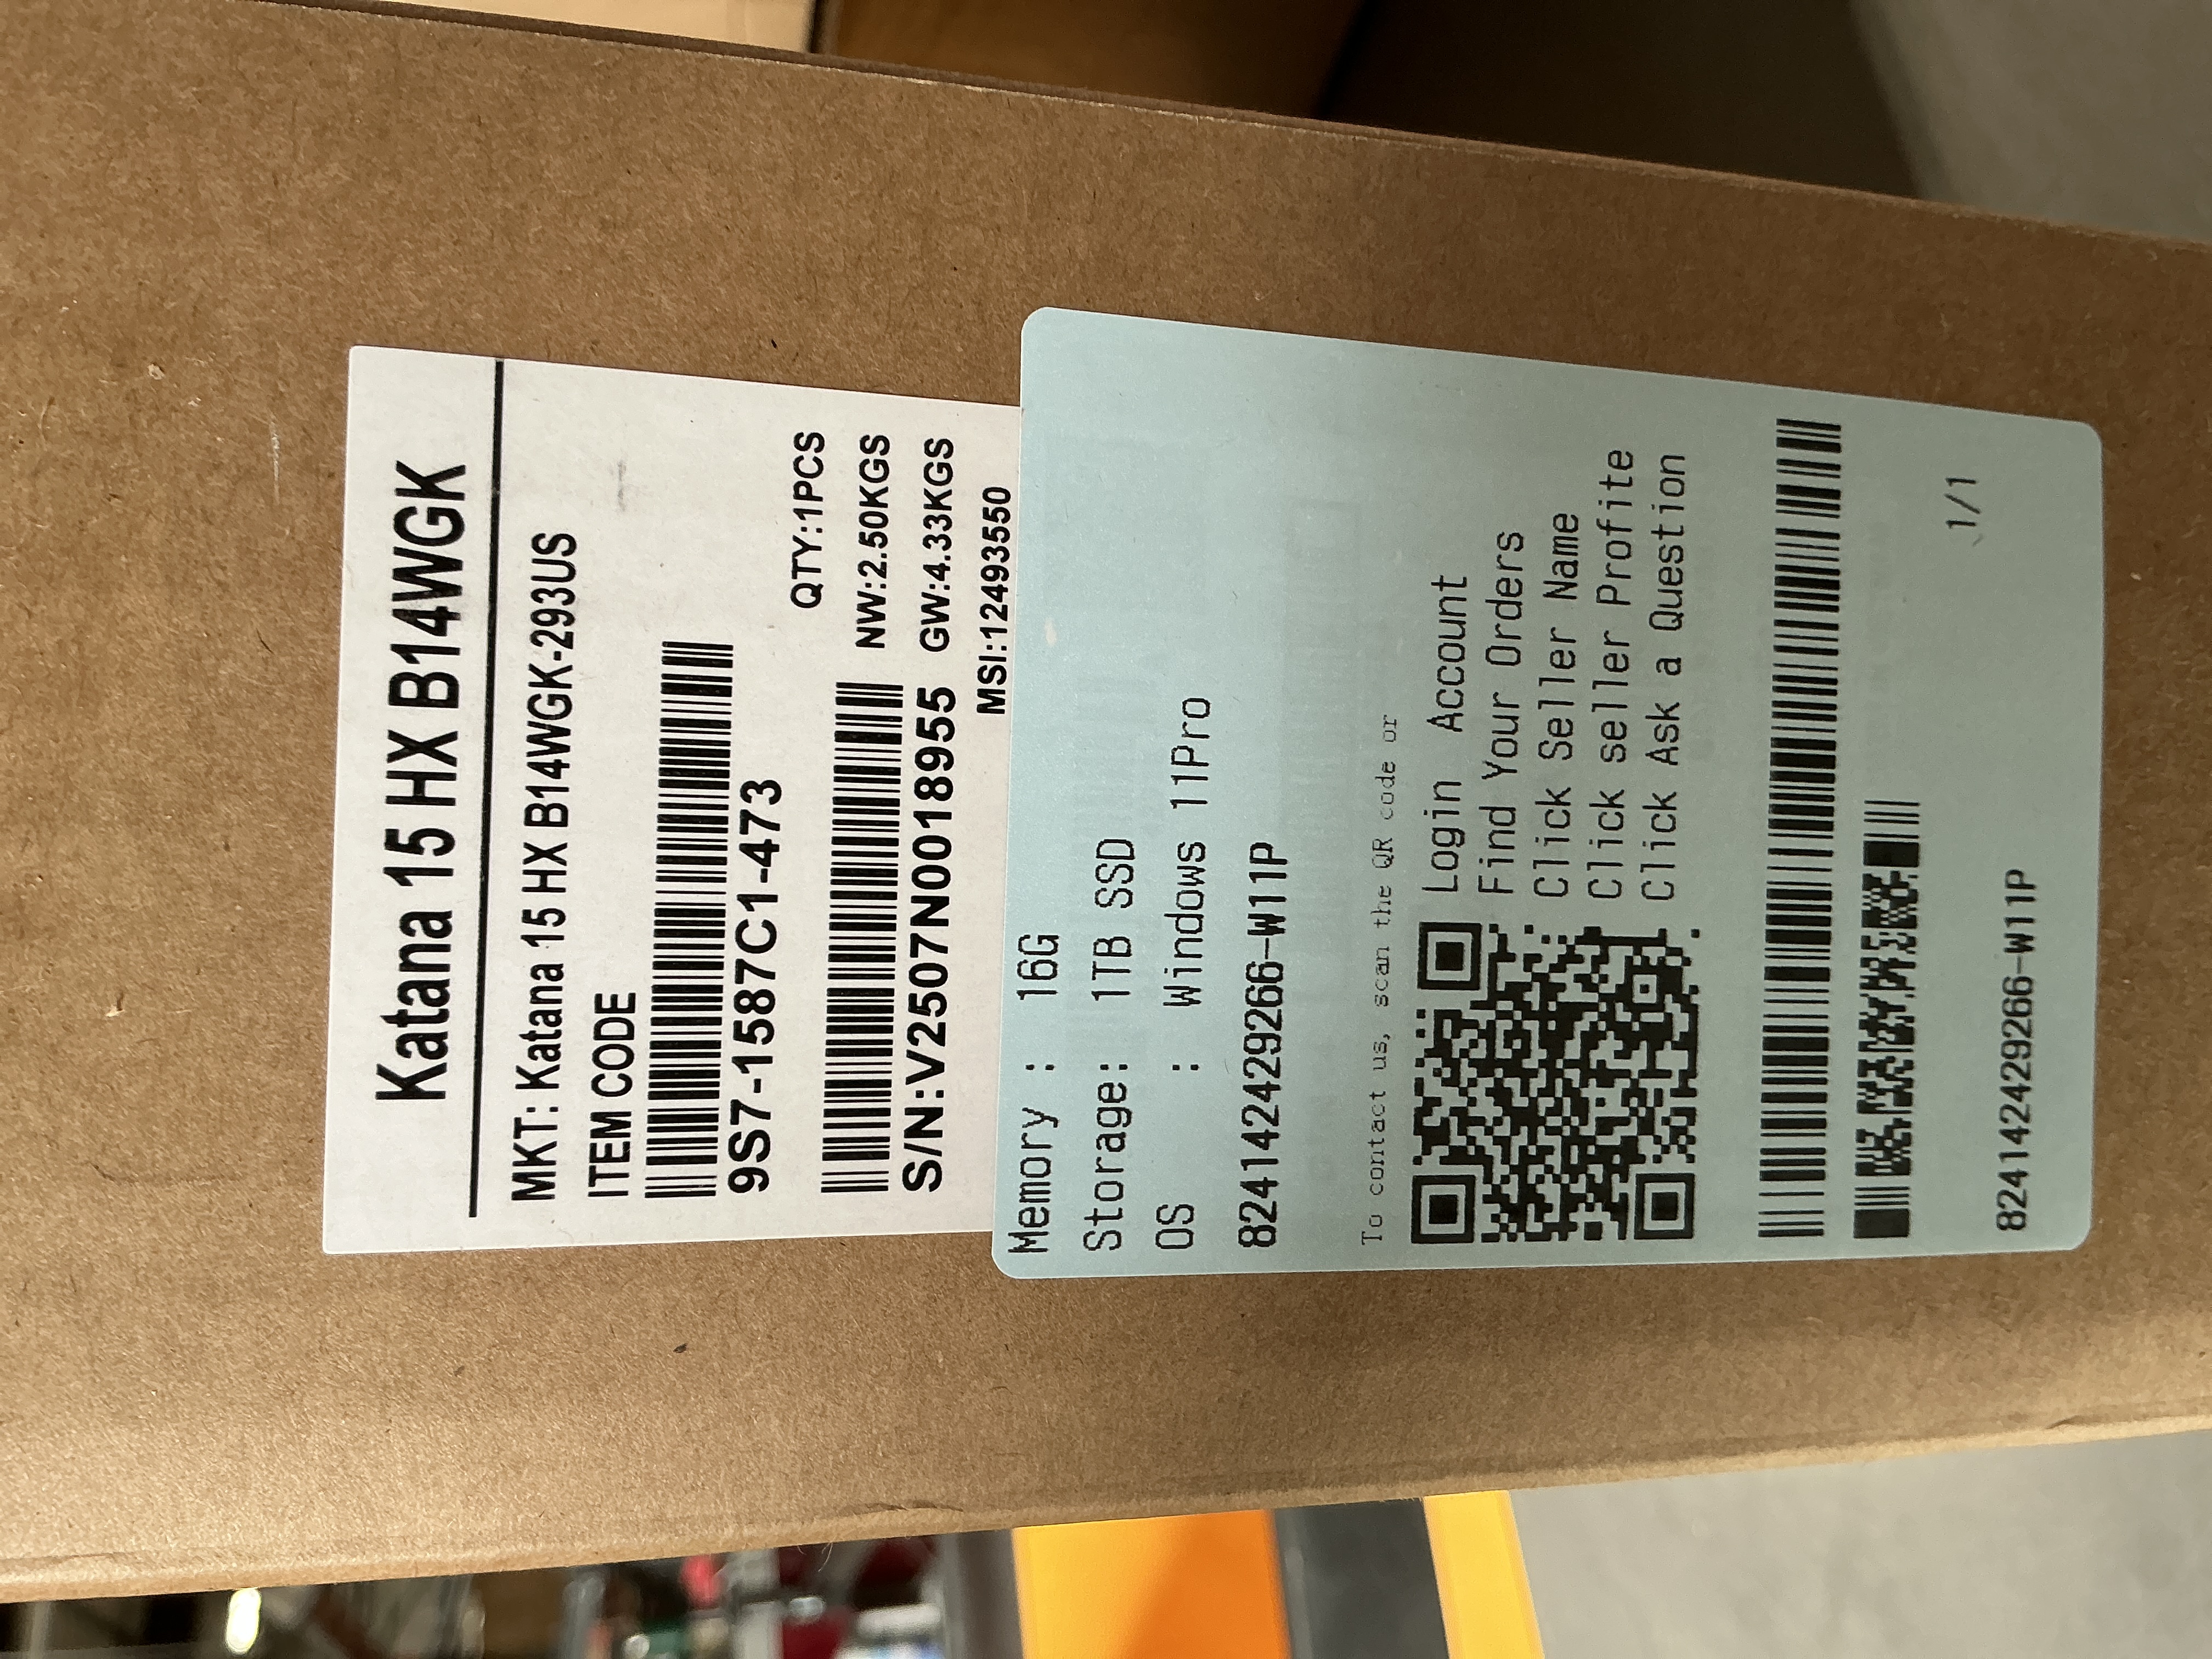 Katana 15 HX B14WGK
MKT: Katana 15 HX B14WGK-293US
ITEM CODE
9S7-1587C1-473
QTY:1PCS
NW:2.50KGS
S/N:V2507N0018955 GW:4.33KGS
MSI:12493550
Memory : 16G
Storage: 1TB SSD
OS : Windows 11Pro
82414249266-W11P
To contact us, scan the QR code or
Login Account
Find Your Orders
Click Seller Name
Click seller Profite
Click Ask a Question
1/1
82414249266-W11P